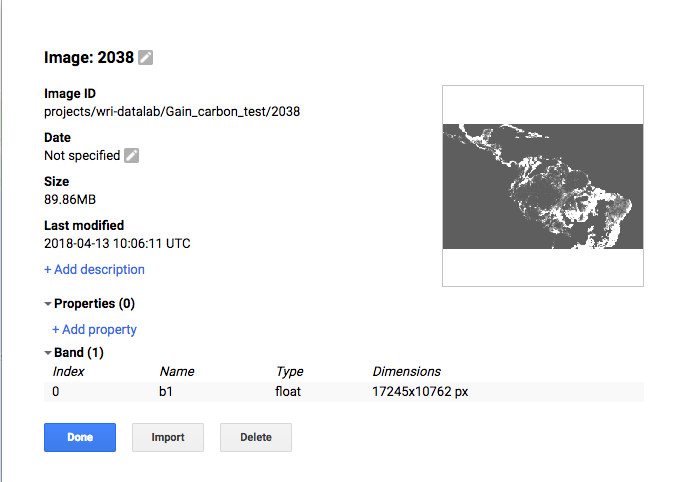 Image: 2038
Image ID
projects/wri-datalab/Gain_carbon_test/2038
Date
Not specified
Size
89.86MB
Last modified
2018-04-13 10:06:11 UTC
+ Add description
Properties (0)
+ Add property
Band (1)
Index Name Type Dimensions
0 b1 float 17245x10762 px
Done Import Delete